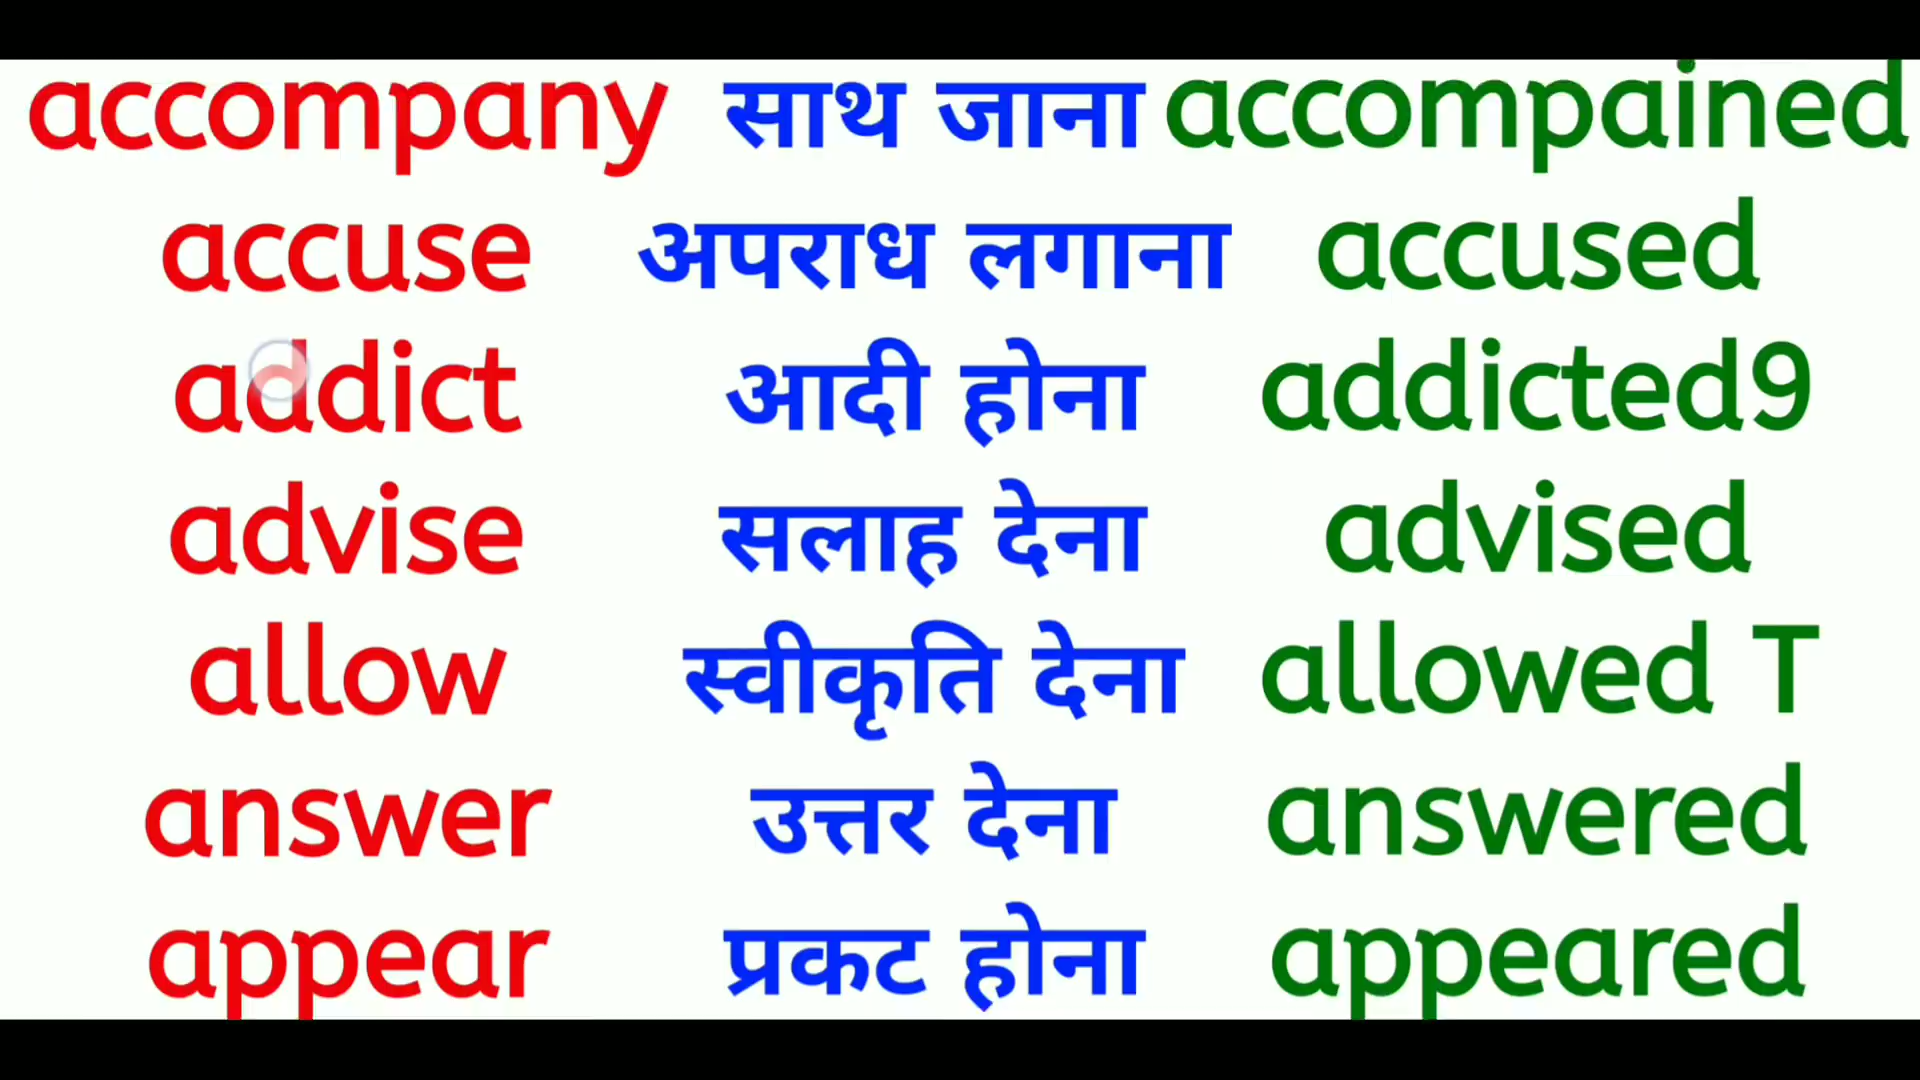 accompany साथ जाना accompained
accuse अपराध लगाना accused
addict आदी होना addicted9
advise सलाह देना advised
allow स्वीकृति देना allowed T
answer उत्तर देना answered
appear प्रकट होना appeared